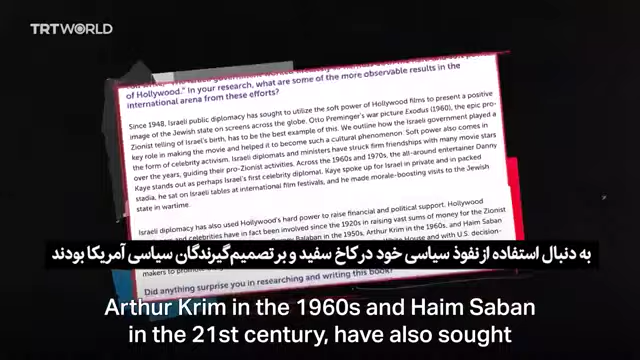 TRT WORLD
of Hollywood." In your research, what are some of the more observable results in the
international arena from these efforts?
Since 1948, Israeli public diplomacy has sought to utilize the soft power of Hollywood films to present a positive
image of the Jewish state on screens across the globe. Otto Preminger's war picture Exodus (1960), the epic pro-
Zionist telling of Israel's birth, has to be the best example of this. We outline how the Israeli government played a
key role in making the movie and helped it to become such a cultural phenomenon. Soft power also comes in
the form of celebrity activism. Israeli diplomats and ministers have struck firm friendships with many movie stars
over the years, guiding their pro-Zionist activities. Across the 1960s and 1970s, the all-around entertainer Danny
Kaye stands out as perhaps Israel's first celebrity diplomat. Kaye spoke up for Israel in private and in packed
stadia, he sat on Israeli tables at international film festivals, and he made morale-boosting visits to the Jewish
state in wartime.
Israeli diplomacy has also used Hollywood's hard power to raise financial and political support. Hollywood
and celebrities have in fact been involved since the 1920s in raising vast sums of money for the Zionist
Balaban in the 1950s, Arthur Krim in the 1960s, and Haim Saban
White House and with U.S. decision-
به دنبال استفاده از نفوذ سیاسی خود در کاخ سفید و بر تصمیم‌گیرندگان سیاسی آمریکا بودند
makers to
Did anything surprise you in researching and writing this book?
Arthur Krim in the 1960s and Haim Saban
in the 21st century, have also sought